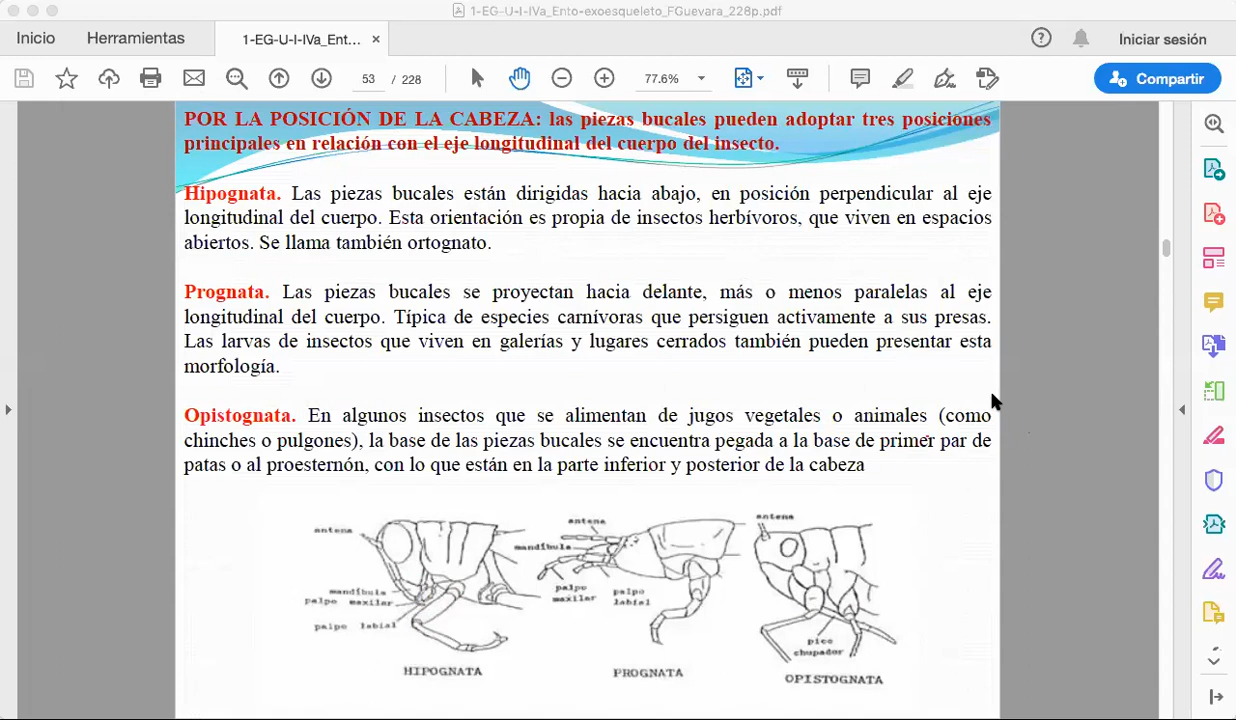 1-EG-U-I-IVa_Ento-exoesqueleto_FGuevara_228p.pdf
Inicio Herramientas 1-EG-U-I-IVa_Ent... × Iniciar sesión
53 / 228 77.6% Compartir
POR LA POSICIÓN DE LA CABEZA: las piezas bucales pueden adoptar tres posiciones
principales en relación con el eje longitudinal del cuerpo del insecto.
Hipognata. Las piezas bucales están dirigidas hacia abajo, en posición perpendicular al eje
longitudinal del cuerpo. Esta orientación es propia de insectos herbívoros, que viven en espacios
abiertos. Se llama también ortognato.
Prognata. Las piezas bucales se proyectan hacia delante, más o menos paralelas al eje
longitudinal del cuerpo. Típica de especies carnívoras que persiguen activamente a sus presas.
Las larvas de insectos que viven en galerías y lugares cerrados también pueden presentar esta
morfología.
Opistognata. En algunos insectos que se alimentan de jugos vegetales o animales (como
chinches o pulgones), la base de las piezas bucales se encuentra pegada a la base de primer par de
patas o al proesternón, con lo que están en la parte inferior y posterior de la cabeza
antena
mandíbula
palpo maxilar
palpo labial
HIPOGNATA
antena
mandíbula
palpo
maxilar
palpo
labial
PROGNATA
antena
pico
chupador
OPISTOGNATA